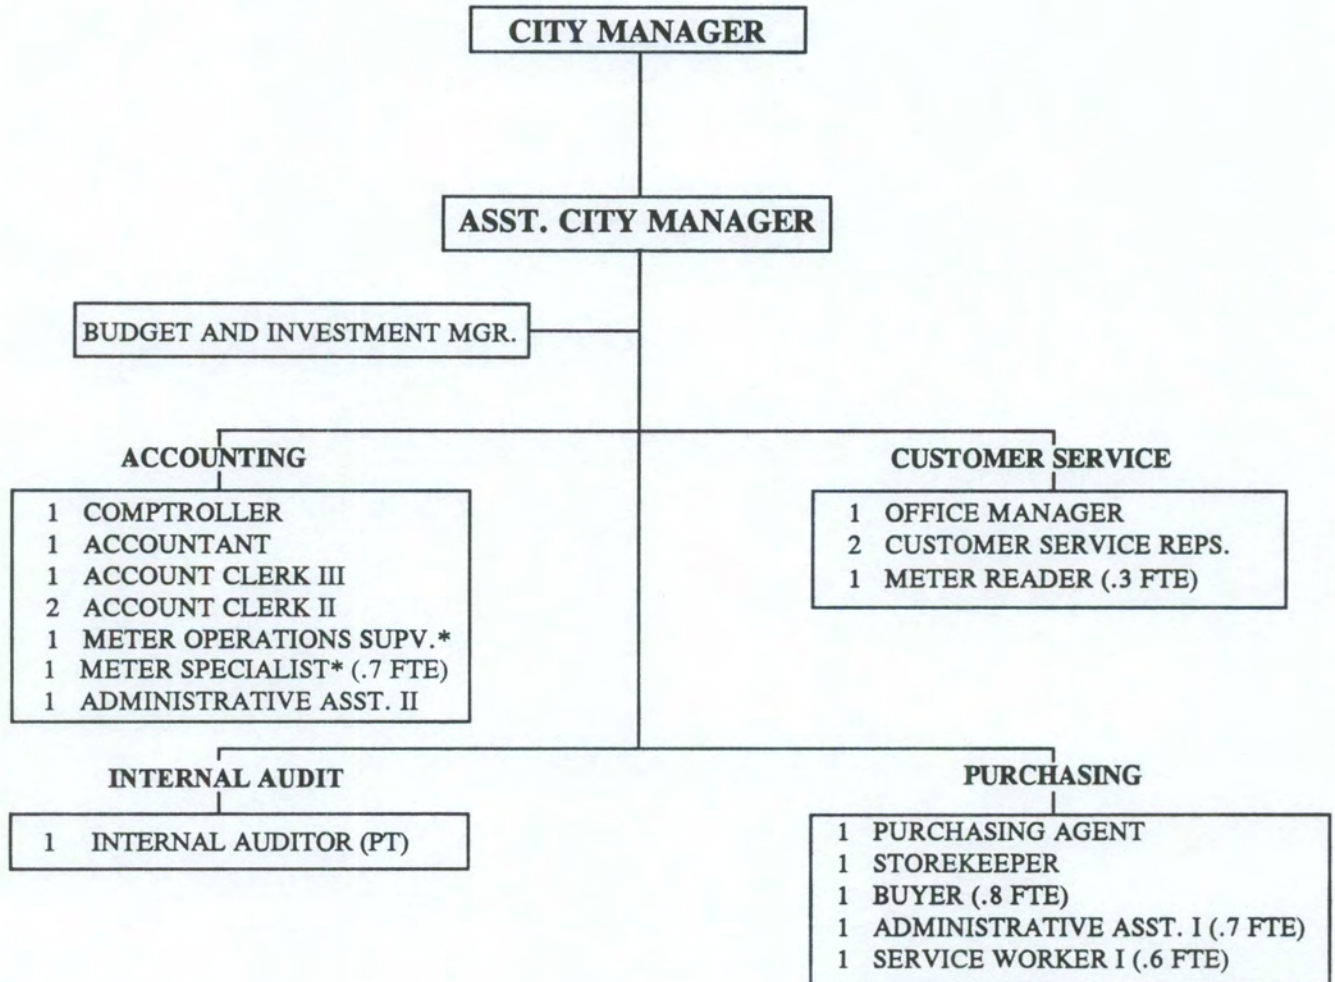 CITY MANAGER
ASST. CITY MANAGER
BUDGET AND INVESTMENT MGR.
ACCOUNTING
1 COMPTROLLER
1 ACCOUNTANT
1 ACCOUNT CLERK III
2 ACCOUNT CLERK II
1 METER OPERATIONS SUPV.*
1 METER SPECIALIST* (.7 FTE)
1 ADMINISTRATIVE ASST. II
CUSTOMER SERVICE
1 OFFICE MANAGER
2 CUSTOMER SERVICE REPS.
1 METER READER (.3 FTE)
INTERNAL AUDIT
1 INTERNAL AUDITOR (PT)
PURCHASING
1 PURCHASING AGENT
1 STOREKEEPER
1 BUYER (.8 FTE)
1 ADMINISTRATIVE ASST. I (.7 FTE)
1 SERVICE WORKER I (.6 FTE)